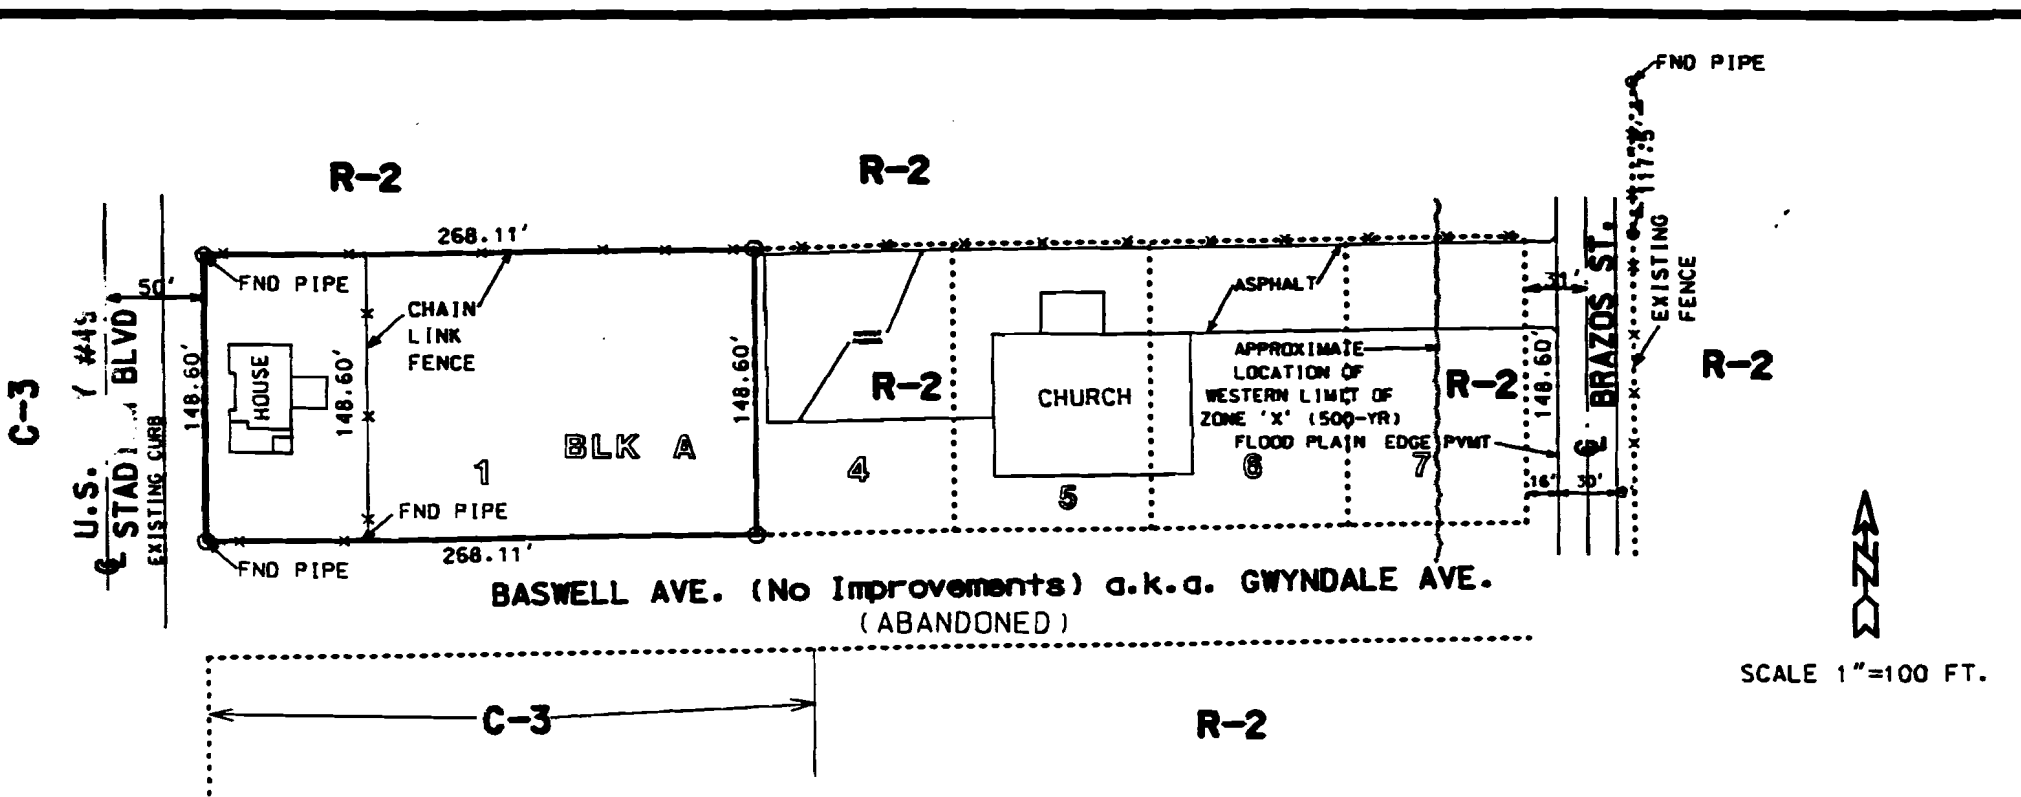 FND PIPE
R-2
R-2
117.5'
268.11'
FND PIPE
50'
CHAIN
LINK
FENCE
ASPHALT
31'
EXISTING
FENCE
BRAZOS ST.
C-3
U.S.
#49
BLVD
EXISTING CURB
148.60'
HOUSE
148.60'
148.60'
=
R-2
CHURCH
APPROXIMATE
LOCATION OF
WESTERN LIMIT OF
ZONE 'X' (500-YR)
FLOOD PLAIN
EDGE PVMT
R-2
148.60'
R-2
BLK A
1
4
5
6
7
16'
30'
FND PIPE
FND PIPE
268.11'
BASWELL AVE. (No Improvements) a.k.a. GWYNDALE AVE.
(ABANDONED)
N
SCALE 1"=100 FT.
C-3
R-2